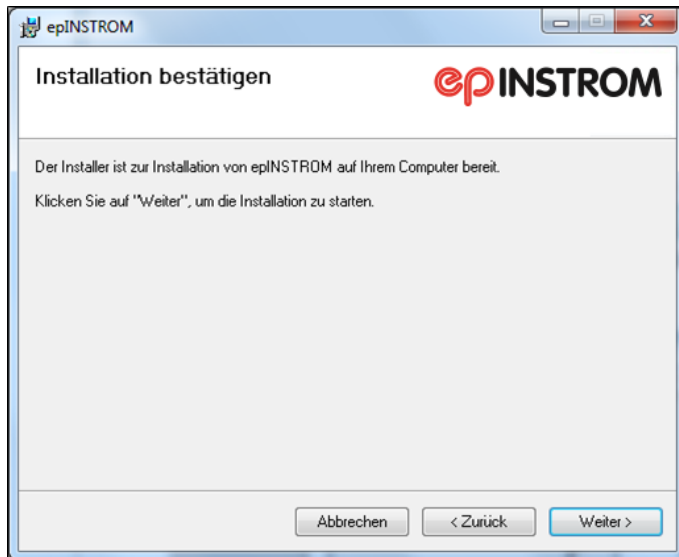 epINSTROM
Installation bestätigen
epINSTROM
Der Installer ist zur Installation von epINSTROM auf Ihrem Computer bereit.
Klicken Sie auf "Weiter", um die Installation zu starten.
Abbrechen
< Zurück
Weiter >